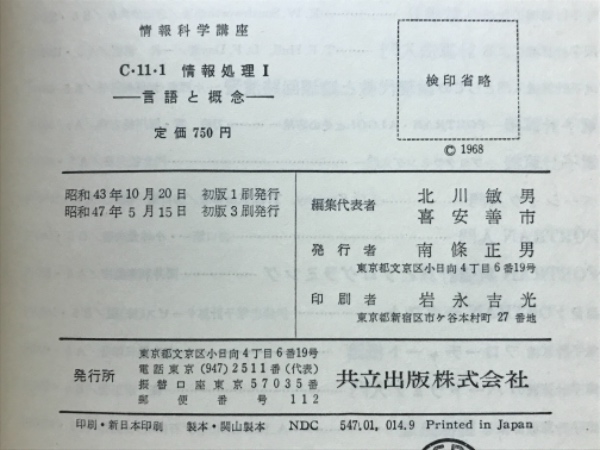 情報科学講座
C・11・1 情報処理 I
―言語と概念―
定価 750円
検印省略
© 1968
昭和43年10月20日 初版1刷発行
昭和47年5月15日 初版3刷発行
編集代表者
北川敏男
喜安善市
発行者 南條正男
東京都文京区小日向4丁目6番19号
印刷者 岩永吉光
東京都新宿区市ケ谷本村町27番地
発行所
東京都文京区小日向4丁目6番19号
電話東京(947)2511番(代表)
振替口座東京57035番
郵便番号112
共立出版株式会社
印刷・新日本印刷 製本・関山製本 NDC 547.01, 014.9 Printed in Japan